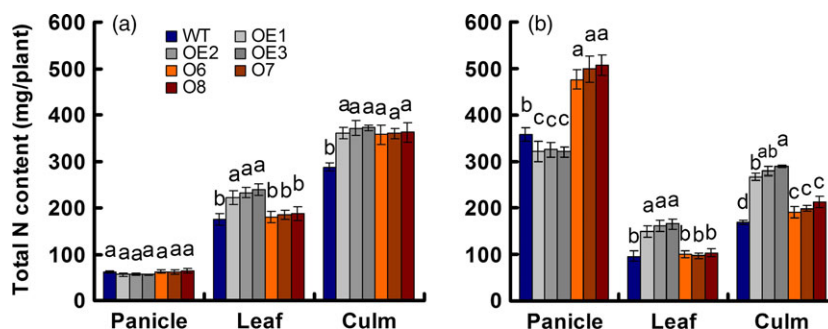 Total N content (mg/plant)
600
500
400
300
200
100
0
(a)
WT OE1
OE2 OE3
O6 O7
O8
a a a a a a a
b a a a b b b
b a a a a a a
Panicle Leaf Culm
600
500
400
300
200
100
0
(b)
b c c c a a a
b a a a b b b
d b ab a c c c
Panicle Leaf Culm